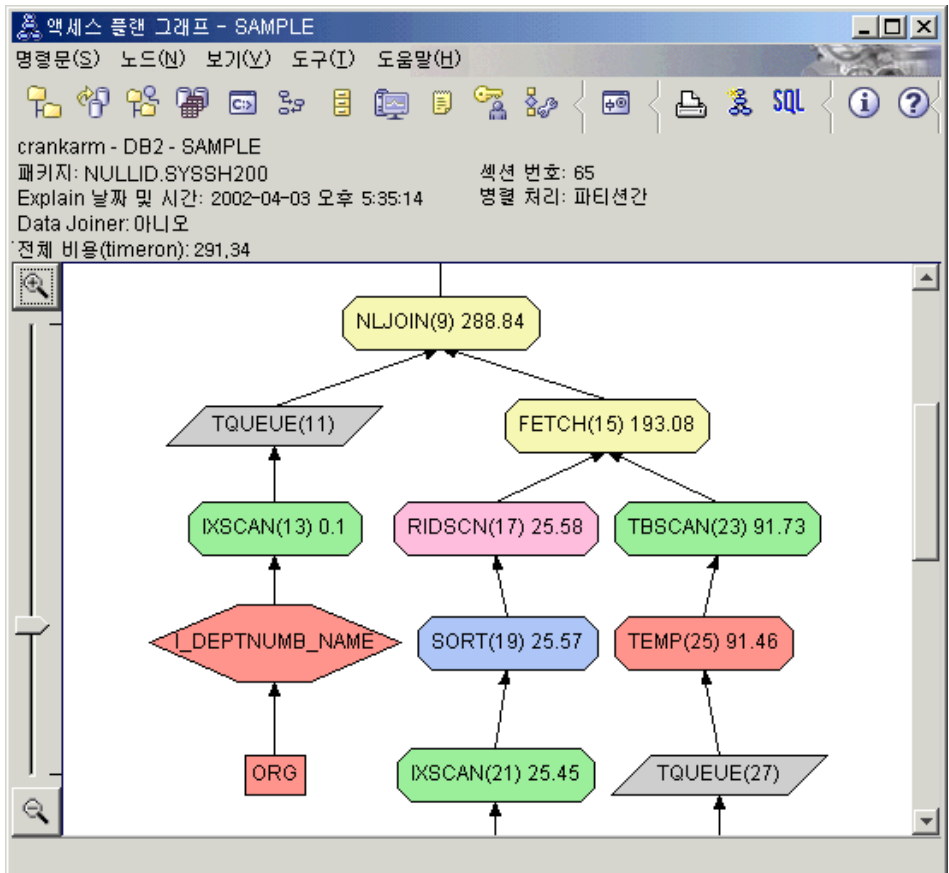 액세스 플랜 그래프 - SAMPLE
명령문(S) 노드(N) 보기(V) 도구(T) 도움말(H)
C:> SQL i ?
crankarm - DB2 - SAMPLE
패키지: NULLID.SYSSH200 섹션 번호: 65
Explain 날짜 및 시간: 2002-04-03 오후 5:35:14 병렬 처리: 파티션간
Data Joiner: 아니오
전체 비용(timeron): 291,34
NLJOIN(9) 288.84
TQUEUE(11) FETCH(15) 193.08
IXSCAN(13) 0.1 RIDSCN(17) 25.58 TBSCAN(23) 91.73
I_DEPTNUMB_NAME SORT(19) 25.57 TEMP(25) 91.46
ORG IXSCAN(21) 25.45 TQUEUE(27)